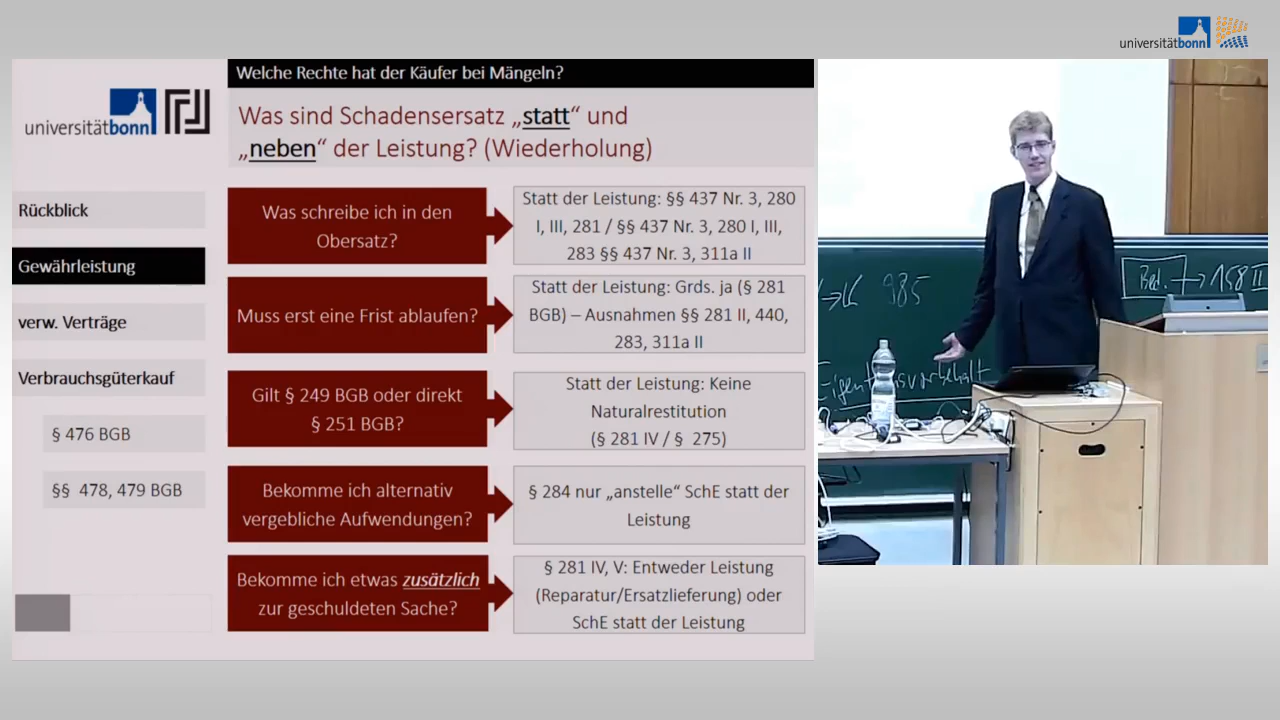 universitätbonn
Welche Rechte hat der Käufer bei Mängeln?
universitätbonn
Was sind Schadensersatz „statt“ und
„neben“ der Leistung? (Wiederholung)
Rückblick
Gewährleistung
verw. Verträge
Verbrauchsgüterkauf
§ 476 BGB
§§ 478, 479 BGB
Was schreibe ich in den
Obersatz?
Statt der Leistung: §§ 437 Nr. 3, 280
I, III, 281 / §§ 437 Nr. 3, 280 I, III,
283 §§ 437 Nr. 3, 311a II
Muss erst eine Frist ablaufen?
Statt der Leistung: Grds. ja (§ 281
BGB) – Ausnahmen §§ 281 II, 440,
283, 311a II
Gilt § 249 BGB oder direkt
§ 251 BGB?
Statt der Leistung: Keine
Naturalrestitution
(§ 281 IV / § 275)
Bekomme ich alternativ
vergebliche Aufwendungen?
§ 284 nur „anstelle“ SchE statt der
Leistung
Bekomme ich etwas zusätzlich
zur geschuldeten Sache?
§ 281 IV, V: Entweder Leistung
(Reparatur/Ersatzlieferung) oder
SchE statt der Leistung
985
Bed. → 158 II